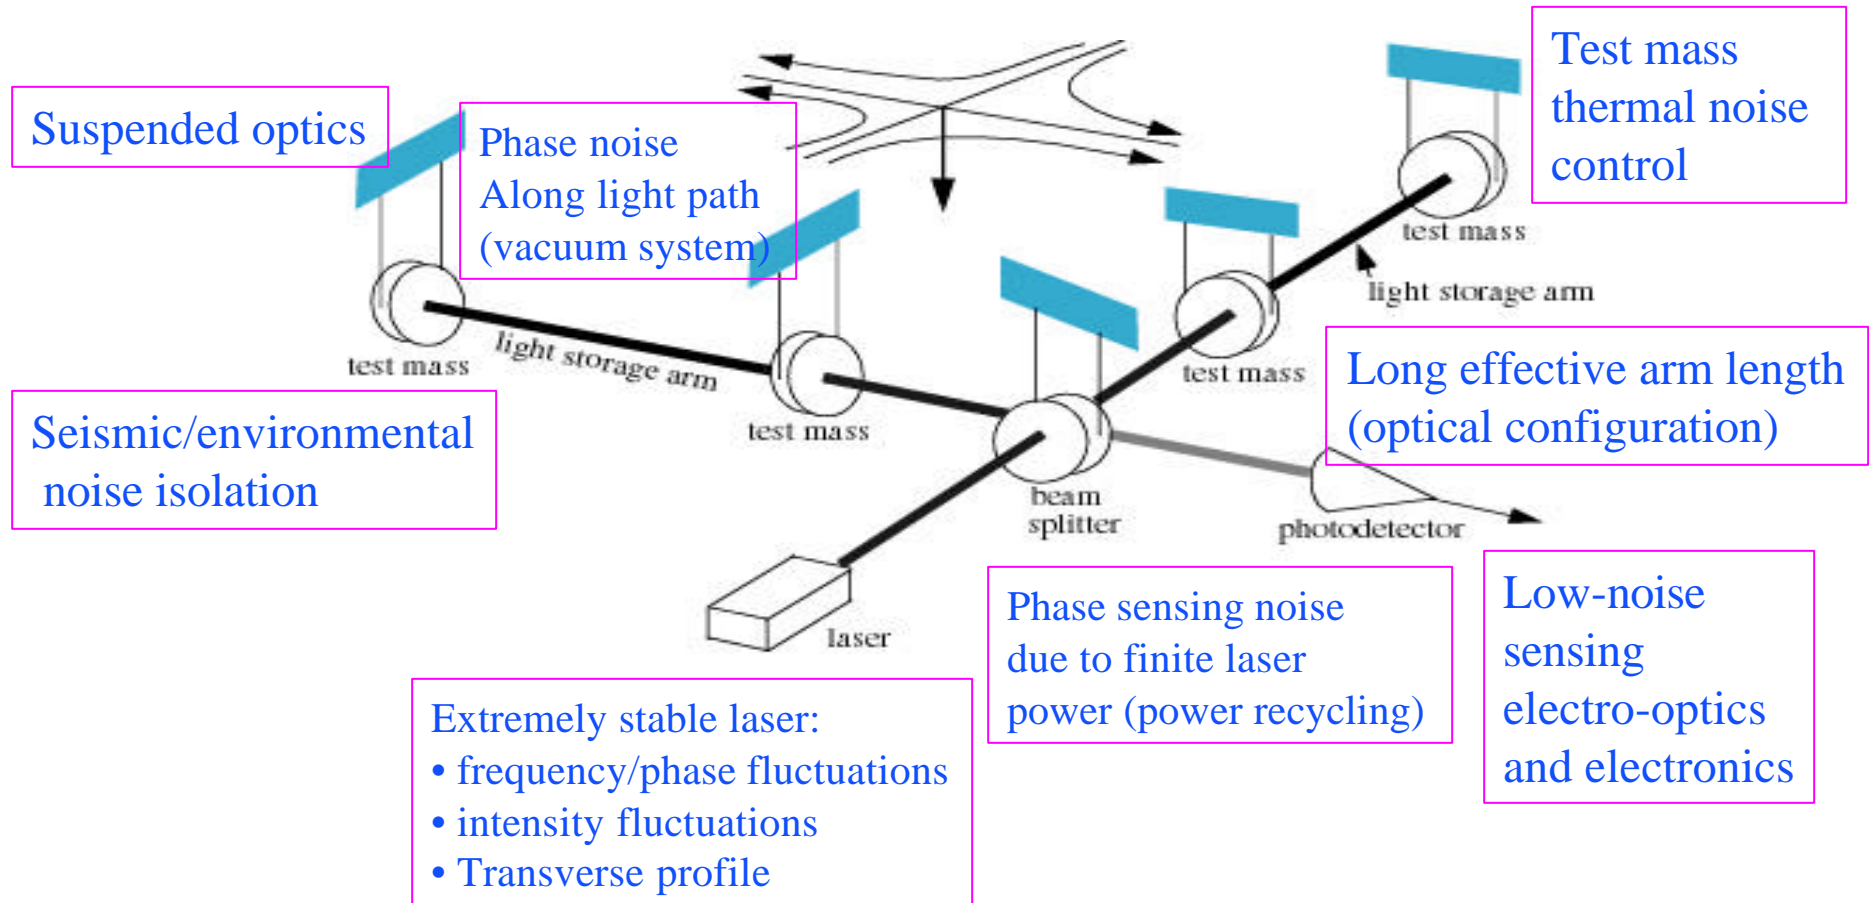 Suspended optics
Phase noise
Along light path
(vacuum system)
Test mass
thermal noise
control
test mass
light storage arm
test mass
light storage arm
test mass
test mass
Long effective arm length
(optical configuration)
Seismic/environmental
noise isolation
beam
splitter
photodetector
laser
Phase sensing noise
due to finite laser
power (power recycling)
Low-noise
sensing
electro-optics
and electronics
Extremely stable laser:
• frequency/phase fluctuations
• intensity fluctuations
• Transverse profile